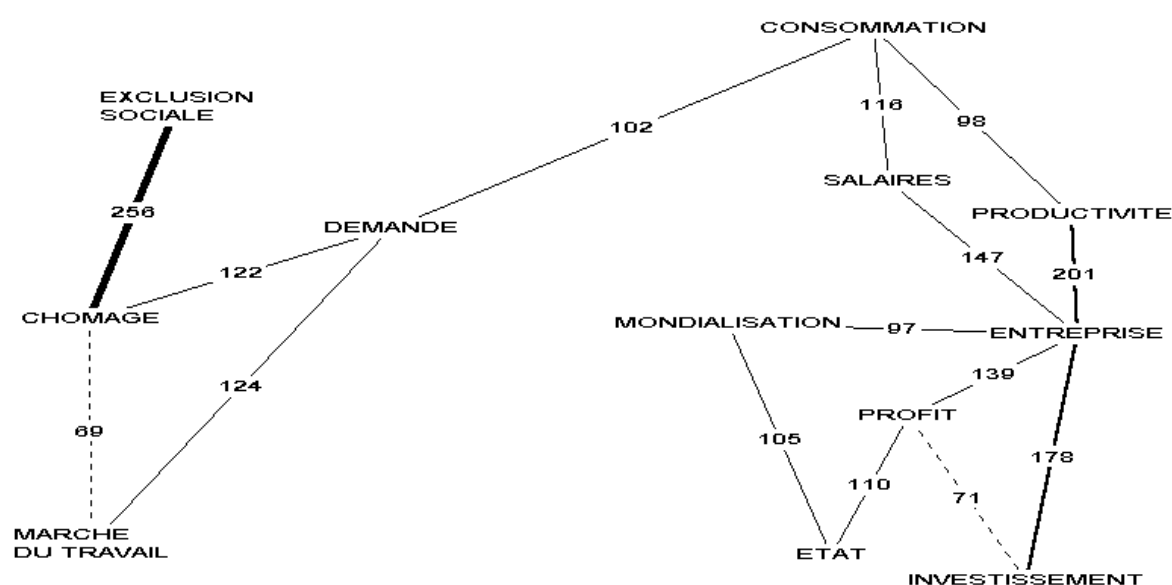 CONSOMMATION
EXCLUSION
SOCIALE
116
98
102
SALAIRES
256
PRODUCTIVITE
DEMANDE
147
122
201
CHOMAGE
MONDIALISATION
97
ENTREPRISE
139
124
PROFIT
69
105
178
110
71
MARCHE
DU TRAVAIL
ETAT
INVESTISSEMENT